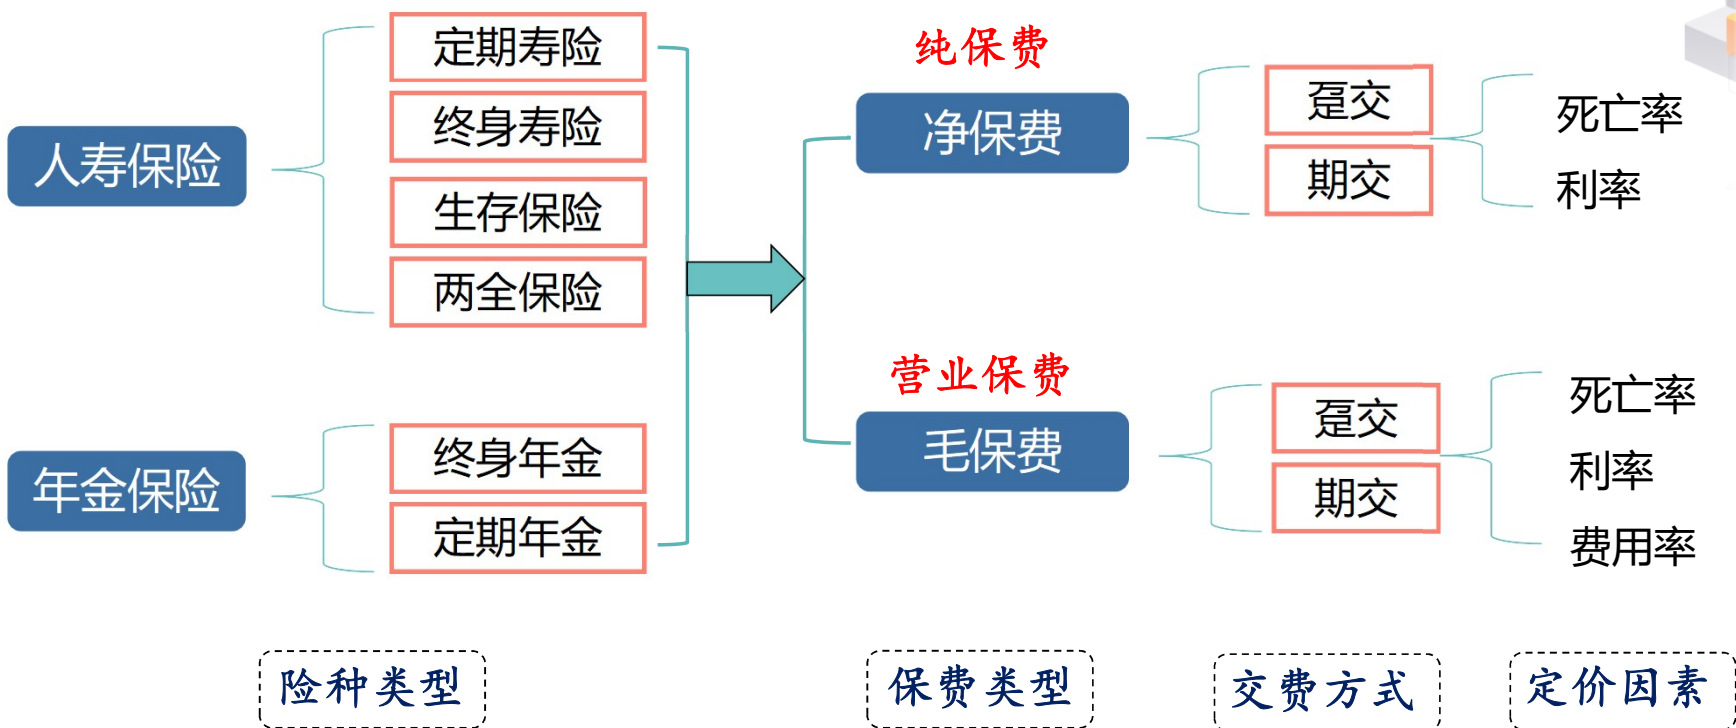 人寿保险
定期寿险
终身寿险
生存保险
两全保险
年金保险
终身年金
定期年金
纯保费
净保费
趸交
期交
死亡率
利率
营业保费
毛保费
趸交
期交
死亡率
利率
费用率
险种类型
保费类型
交费方式
定价因素